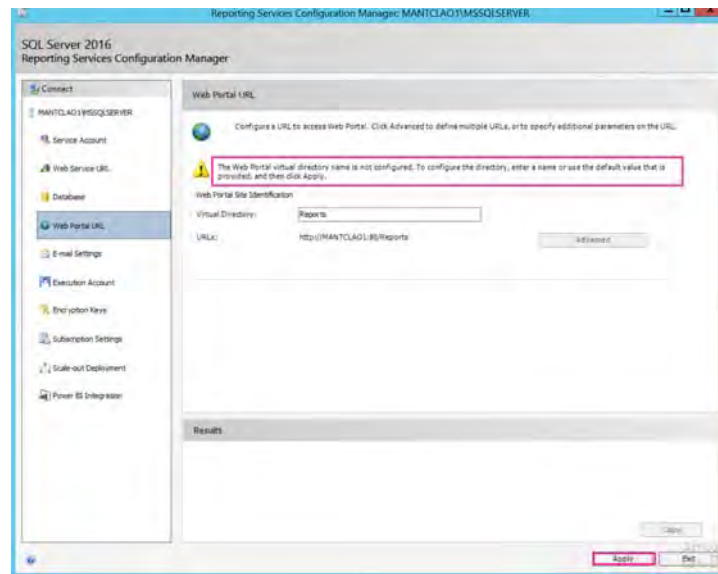 Reporting Services Configuration Manager: MANTCLAO1\MSSQLSERVER
SQL Server 2016
Reporting Services Configuration Manager
Connect
MANTCLAO1\MSSQLSERVER
Service Account
Web Service URL
Database
Web Portal URL
E-mail Settings
Execution Account
Encryption Keys
Subscription Settings
Scale-out Deployment
Power BI Integration
Web Portal URL
Configure a URL to access Web Portal. Click Advanced to define multiple URLs, or to specify additional parameters on the URL.
The Web Portal virtual directory name is not configured. To configure the directory, enter a name or use the default value that is
provided, and then click Apply.
Web Portal Site Identification
Virtual Directory:
Reports
URLs:
http://MANTCLAO1:80/Reports
Advanced
Results
Copy
Apply
Exit